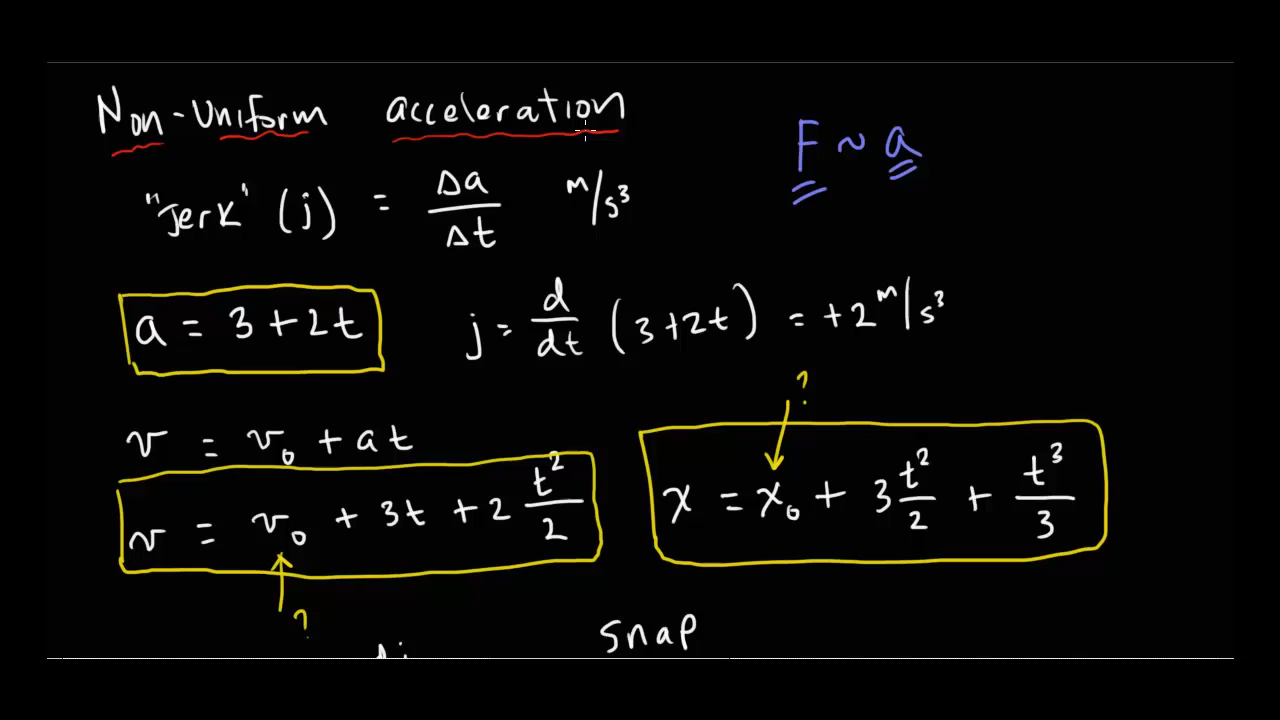 Non-Uniform acceleration
F ~ a
"Jerk" (j) = Δa/Δt m/s³
a = 3 + 2t
j = d/dt (3 + 2t) = +2 m/s³
?
v = v₀ + at
v = v₀ + 3t + 2 t²/2
x = x₀ + 3 t²/2 + t³/3
?
Snap